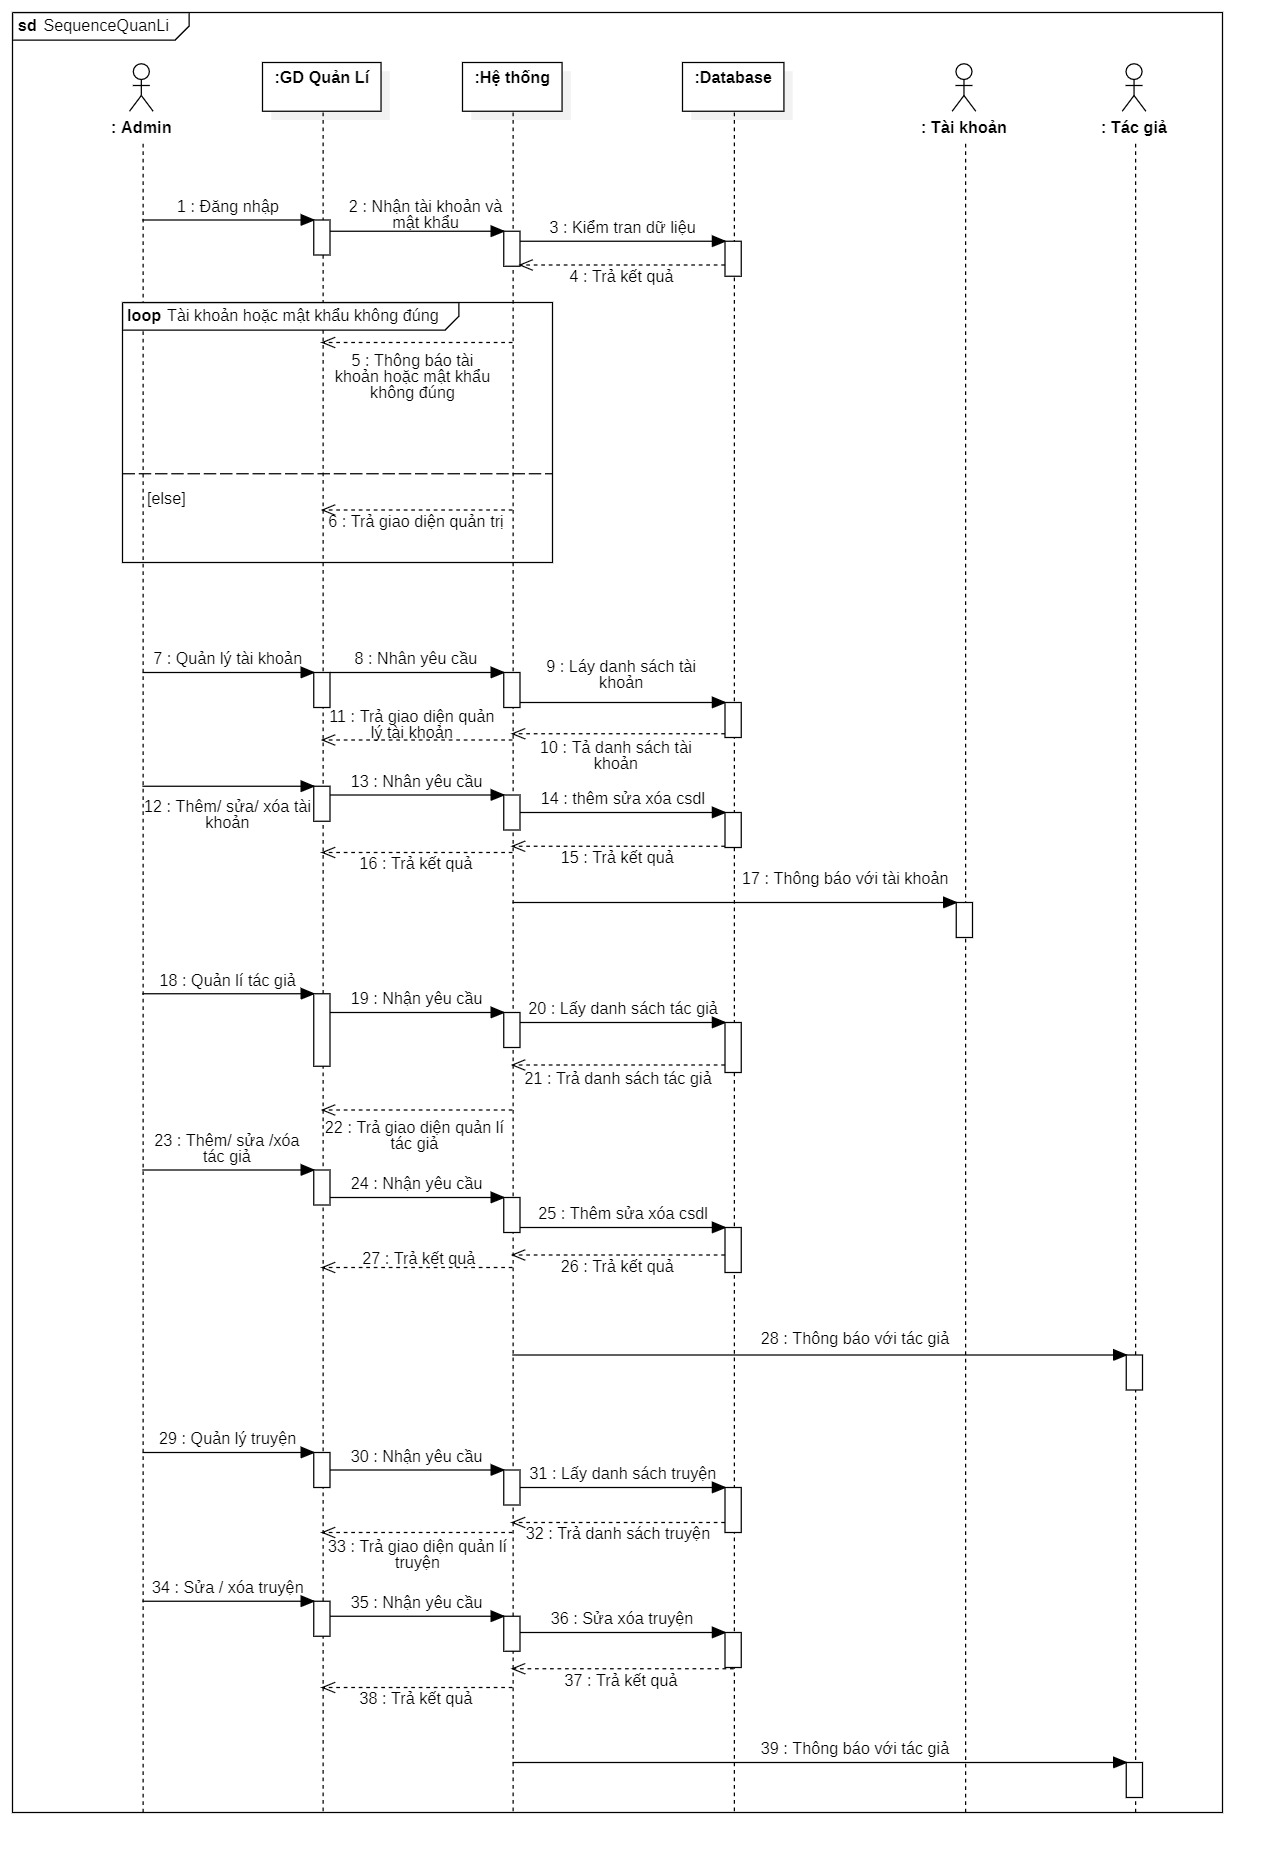 sd SequenceQuanLi
: Admin
:GD Quản Lí
:Hệ thống
:Database
: Tài khoản
: Tác giả
1 : Đăng nhập
2 : Nhận tài khoản và
mật khẩu
3 : Kiểm tran dữ liệu
4 : Trả kết quả
loop Tài khoản hoặc mật khẩu không đúng
5 : Thông báo tài
khoản hoặc mật khẩu
không đúng
[else]
6 : Trả giao diện quản trị
7 : Quản lý tài khoản
8 : Nhân yêu cầu
9 : Láy danh sách tài
khoản
11 : Trả giao diện quản
lý tài khoản
10 : Tả danh sách tài
khoản
12 : Thêm/ sửa/ xóa tài
khoản
13 : Nhân yêu cầu
14 : thêm sửa xóa csdl
15 : Trả kết quả
16 : Trả kết quả
17 : Thông báo với tài khoản
18 : Quản lí tác giả
19 : Nhận yêu cầu
20 : Lấy danh sách tác giả
21 : Trả danh sách tác giả
22 : Trả giao diện quản lí
tác giả
23 : Thêm/ sửa /xóa
tác giả
24 : Nhận yêu cầu
25 : Thêm sửa xóa csdl
26 : Trả kết quả
27 : Trả kết quả
28 : Thông báo với tác giả
29 : Quản lý truyện
30 : Nhận yêu cầu
31 : Lấy danh sách truyện
32 : Trả danh sách truyện
33 : Trả giao diện quản lí
truyện
34 : Sửa / xóa truyện
35 : Nhận yêu cầu
36 : Sửa xóa truyện
37 : Trả kết quả
38 : Trả kết quả
39 : Thông báo với tác giả